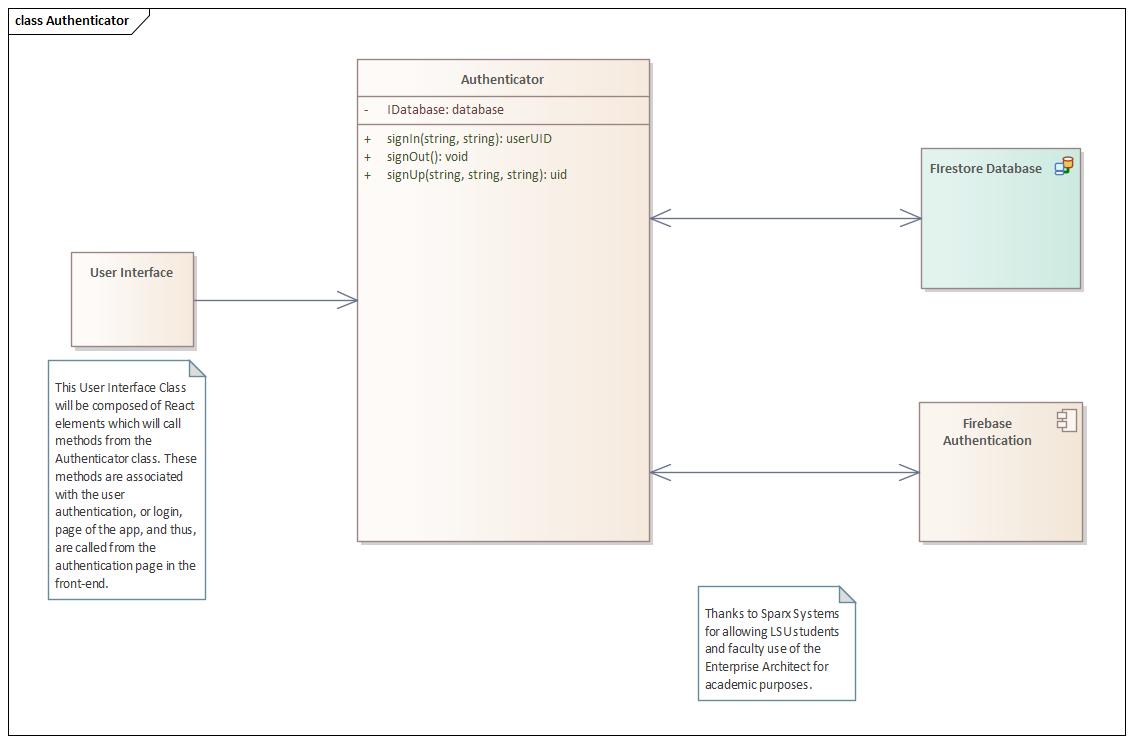 class Authenticator
Authenticator
- IDatabase: database
+ signIn(string, string): userUID
+ signOut(): void
+ signUp(string, string, string): uid
FIrestore Database
User Interface
This User Interface Class
will be composed of React
elements which will call
methods from the
Authenticator class. These
methods are associated
with the user
authentication, or login,
page of the app, and thus,
are called from the
authentication page in the
front-end.
Firebase
Authentication
Thanks to Sparx Systems
for allowing LSU students
and faculty use of the
Enterprise Architect for
academic purposes.